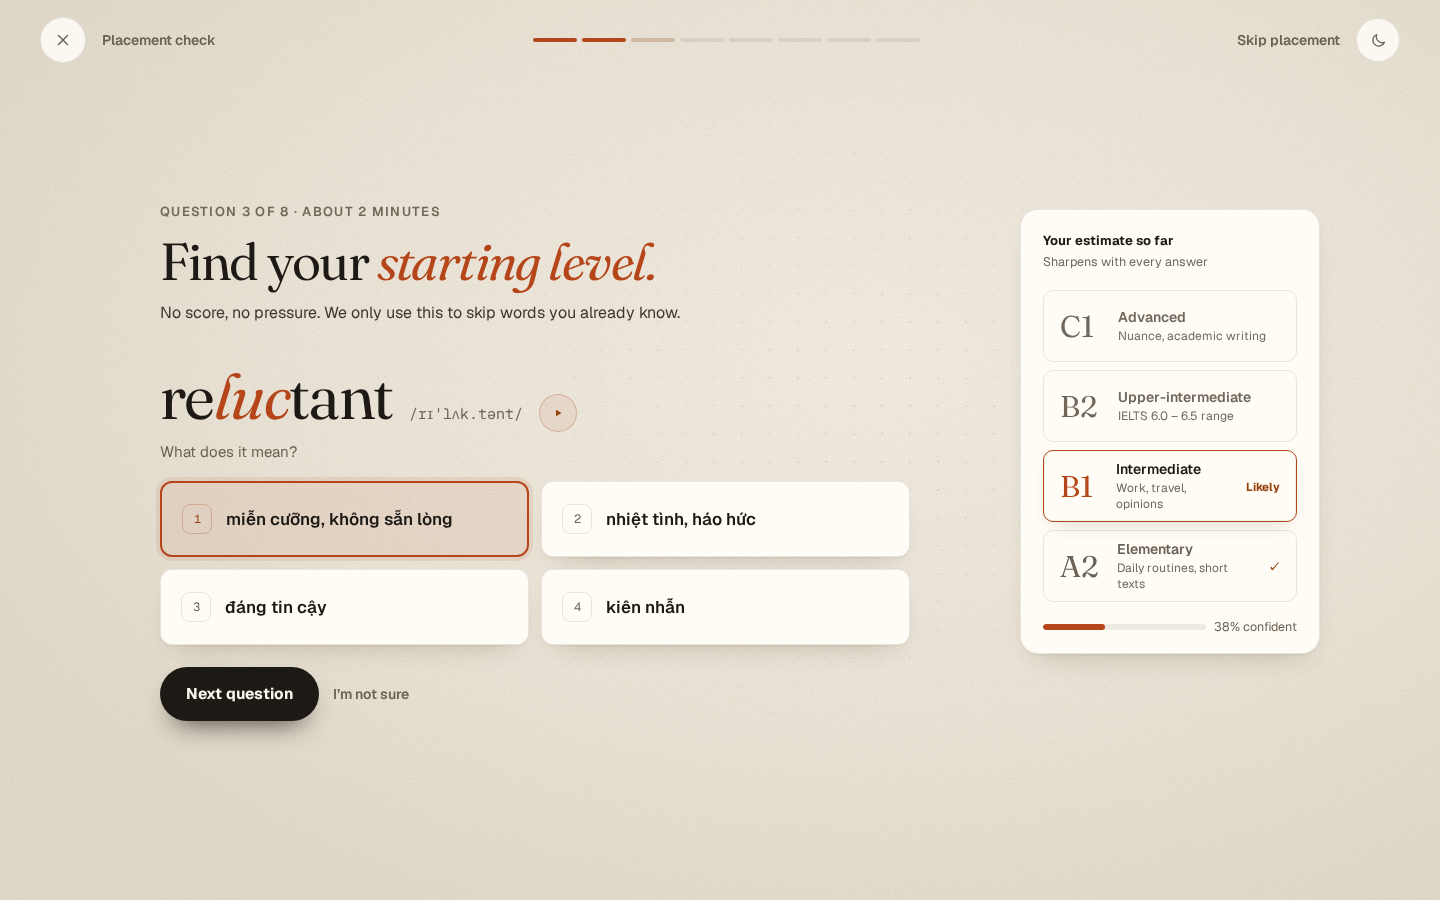 Placement check
Skip placement
QUESTION 3 OF 8 · ABOUT 2 MINUTES
Find your starting level.
No score, no pressure. We only use this to skip words you already know.
reluctant /rɪˈlʌk.tənt/
What does it mean?
1 miễn cưỡng, không sẵn lòng
2 nhiệt tình, háo hức
3 đáng tin cậy
4 kiên nhẫn
Next question
I'm not sure
Your estimate so far
Sharpens with every answer
C1
Advanced
Nuance, academic writing
B2
Upper-intermediate
IELTS 6.0 – 6.5 range
B1
Intermediate
Work, travel,
opinions
Likely
A2
Elementary
Daily routines, short
texts
✓
38% confident